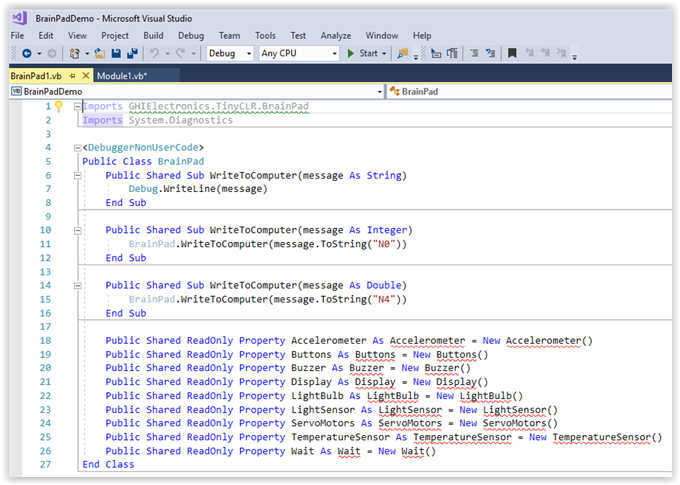 BrainPadDemo - Microsoft Visual Studio
File Edit View Project Build Debug Team Tools Test Analyze Window Help
Debug Any CPU Start
BrainPad1.vb Module1.vb*
VB BrainPadDemo BrainPad
1 Imports GHIElectronics.TinyCLR.BrainPad
2 Imports System.Diagnostics
3
4 <DebuggerNonUserCode>
5 Public Class BrainPad
6 Public Shared Sub WriteToComputer(message As String)
7 Debug.WriteLine(message)
8 End Sub
9
10 Public Shared Sub WriteToComputer(message As Integer)
11 BrainPad.WriteToComputer(message.ToString("N0"))
12 End Sub
13
14 Public Shared Sub WriteToComputer(message As Double)
15 BrainPad.WriteToComputer(message.ToString("N4"))
16 End Sub
17
18 Public Shared ReadOnly Property Accelerometer As Accelerometer = New Accelerometer()
19 Public Shared ReadOnly Property Buttons As Buttons = New Buttons()
20 Public Shared ReadOnly Property Buzzer As Buzzer = New Buzzer()
21 Public Shared ReadOnly Property Display As Display = New Display()
22 Public Shared ReadOnly Property LightBulb As LightBulb = New LightBulb()
23 Public Shared ReadOnly Property LightSensor As LightSensor = New LightSensor()
24 Public Shared ReadOnly Property ServoMotors As ServoMotors = New ServoMotors()
25 Public Shared ReadOnly Property TemperatureSensor As TemperatureSensor = New TemperatureSensor()
26 Public Shared ReadOnly Property Wait As Wait = New Wait()
27 End Class